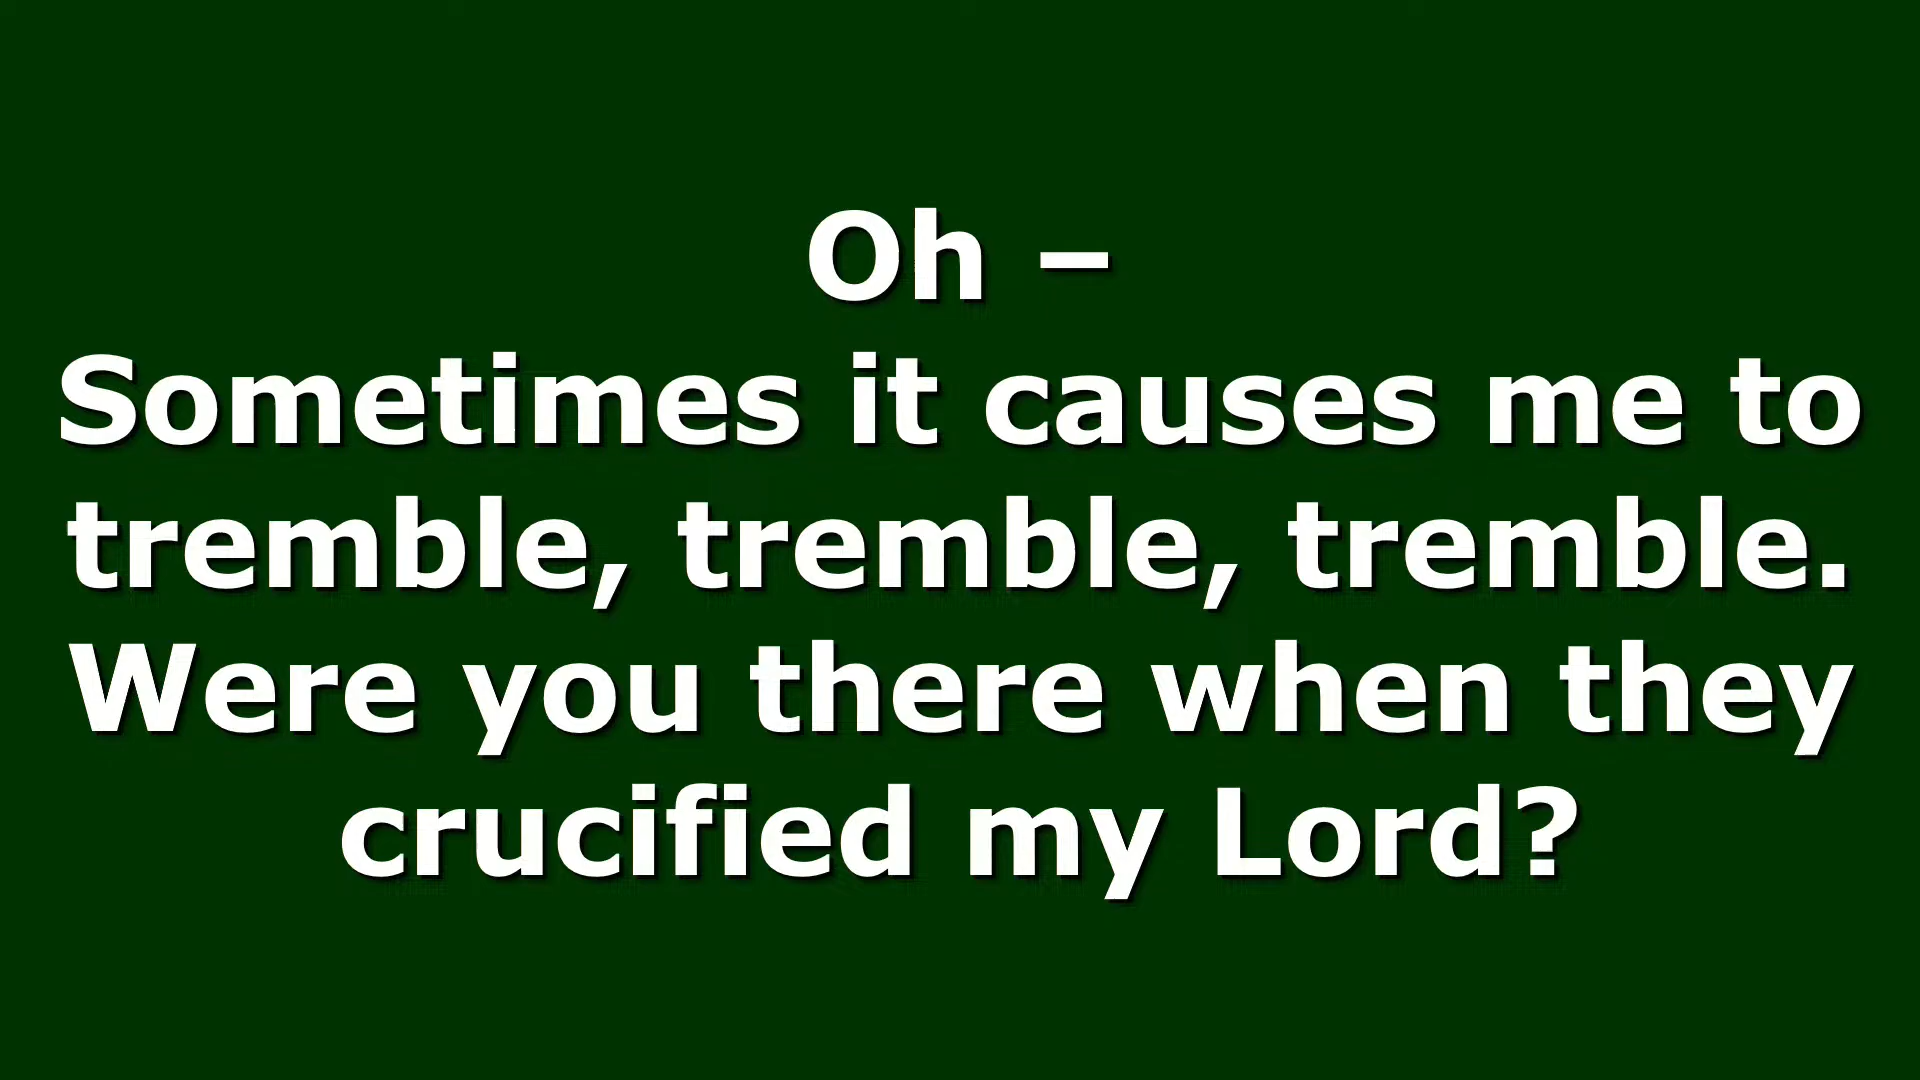 Oh –
Sometimes it causes me to
tremble, tremble, tremble.
Were you there when they
crucified my Lord?